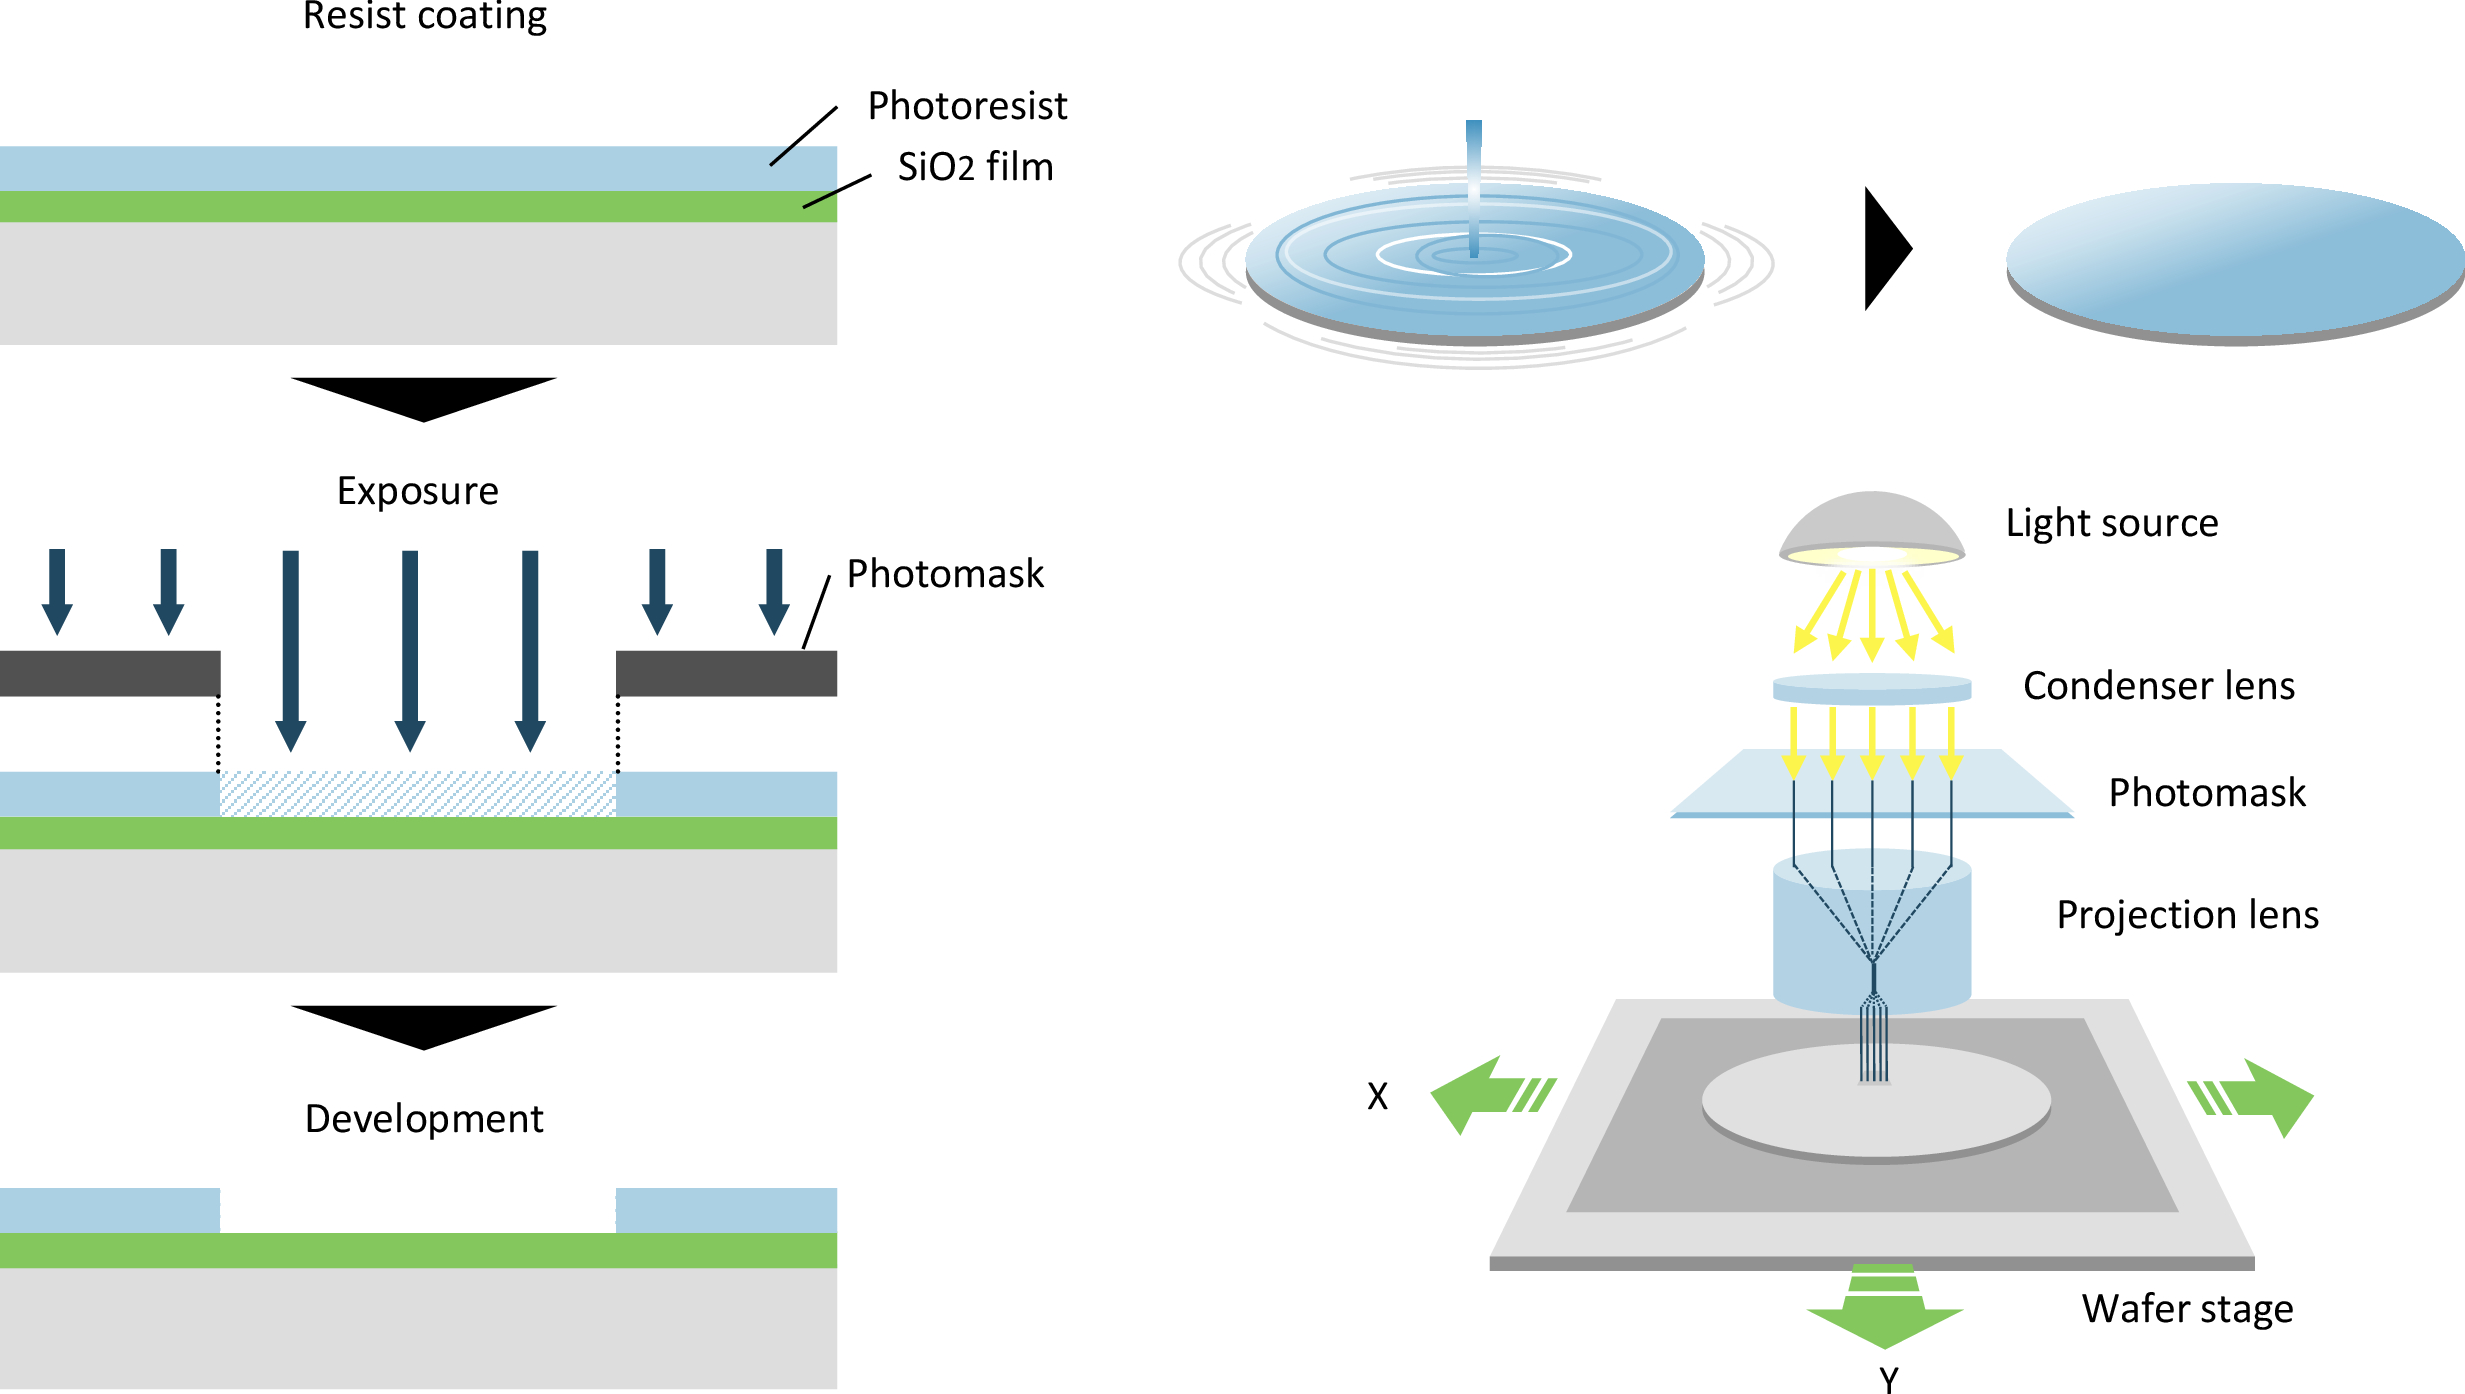 Resist coating
Photoresist
SiO2 film
Exposure
Photomask
Development
Light source
Condenser lens
Photomask
Projection lens
X
Wafer stage
Y